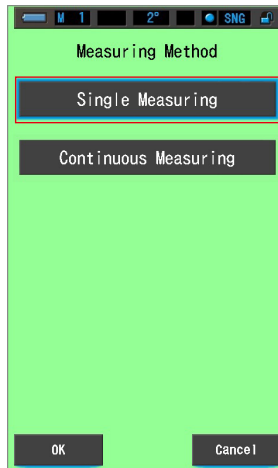 M 1 2° SNG
Measuring Method
Single Measuring
Continuous Measuring
OK Cancel